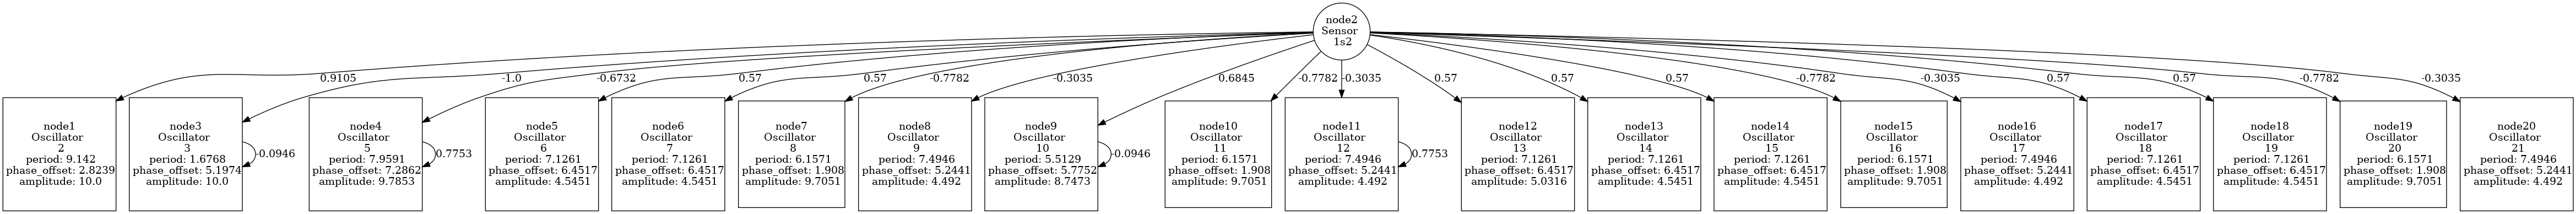 node2
Sensor
1s2
0.9105
-1.0
-0.6732
0.57
0.57
-0.7782
-0.3035
0.6845
-0.7782
-0.3035
0.57
0.57
0.57
-0.7782
-0.3035
0.57
0.57
-0.7782
-0.3035
node1
Oscillator
2
period: 9.142
phase_offset: 2.8239
amplitude: 10.0
node3
Oscillator
3
period: 1.6768
phase_offset: 5.1974
amplitude: 10.0
-0.0946
node4
Oscillator
5
period: 7.9591
phase_offset: 7.2862
amplitude: 9.7853
0.7753
node5
Oscillator
6
period: 7.1261
phase_offset: 6.4517
amplitude: 4.5451
node6
Oscillator
7
period: 7.1261
phase_offset: 6.4517
amplitude: 4.5451
node7
Oscillator
8
period: 6.1571
phase_offset: 1.908
amplitude: 9.7051
node8
Oscillator
9
period: 7.4946
phase_offset: 5.2441
amplitude: 4.492
node9
Oscillator
10
period: 5.5129
phase_offset: 5.7752
amplitude: 8.7473
-0.0946
node10
Oscillator
11
period: 6.1571
phase_offset: 1.908
amplitude: 9.7051
node11
Oscillator
12
period: 7.4946
phase_offset: 5.2441
amplitude: 4.492
0.7753
node12
Oscillator
13
period: 7.1261
phase_offset: 6.4517
amplitude: 5.0316
node13
Oscillator
14
period: 7.1261
phase_offset: 6.4517
amplitude: 4.5451
node14
Oscillator
15
period: 7.1261
phase_offset: 6.4517
amplitude: 4.5451
node15
Oscillator
16
period: 6.1571
phase_offset: 1.908
amplitude: 9.7051
node16
Oscillator
17
period: 7.4946
phase_offset: 5.2441
amplitude: 4.492
node17
Oscillator
18
period: 7.1261
phase_offset: 6.4517
amplitude: 4.5451
node18
Oscillator
19
period: 7.1261
phase_offset: 6.4517
amplitude: 4.5451
node19
Oscillator
20
period: 6.1571
phase_offset: 1.908
amplitude: 9.7051
node20
Oscillator
21
period: 7.4946
phase_offset: 5.2441
amplitude: 4.492